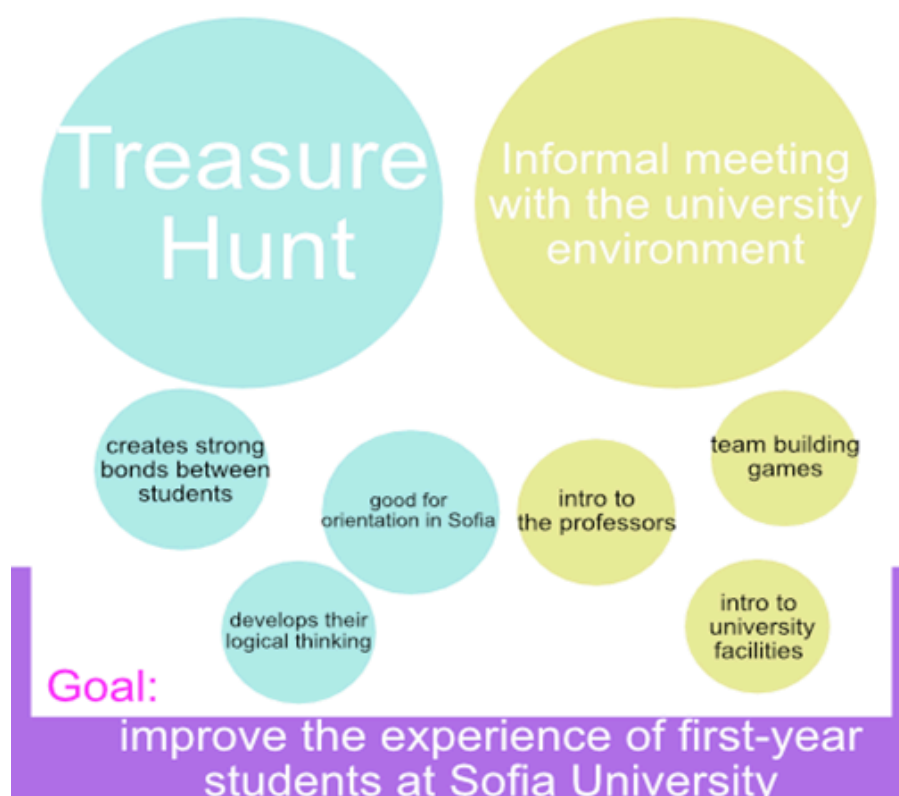 Treasure
Hunt
Informal meeting
with the university
environment
creates strong
bonds between
students
good for
orientation in Sofia
develops their
logical thinking
intro to
the professors
team building
games
intro to
university
facilities
Goal:
improve the experience of first-year
students at Sofia University